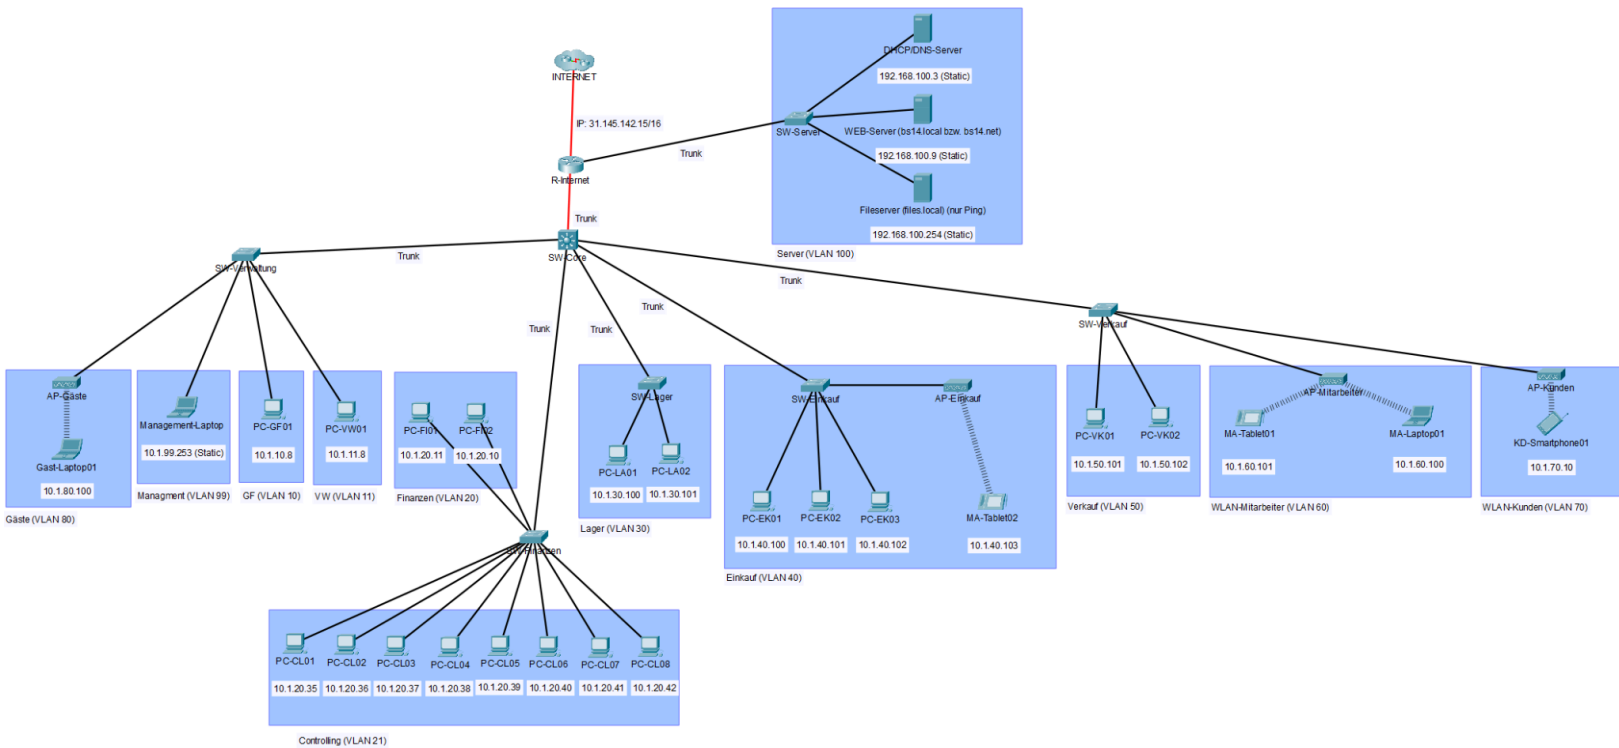 INTERNET
IP: 31.145.142.15/16
R-Internet
Trunk
SW-Server
DHCP/DNS-Server
192.168.100.3 (Static)
WEB-Server (bs14.local bzw. bs14.net)
192.168.100.9 (Static)
Fileserver (files.local) (nur Ping)
192.168.100.254 (Static)
Server (VLAN 100)
Trunk
SW-Core
SW-Verwaltung
Trunk
Trunk
Trunk
Trunk
Trunk
SW-Verkauf
AP-Gäste
Gast-Laptop01
10.1.80.100
Gäste (VLAN 80)
Management-Laptop
10.1.99.253 (Static)
Managment (VLAN 99)
PC-GF01
10.1.10.8
GF (VLAN 10)
PC-VW01
10.1.11.8
VW (VLAN 11)
PC-FI01
PC-FI02
10.1.20.11
10.1.20.10
Finanzen (VLAN 20)
SW-Finanzen
SW-Lager
PC-LA01
PC-LA02
10.1.30.100
10.1.30.101
Lager (VLAN 30)
SW-Einkauf
AP-Einkauf
PC-EK01
PC-EK02
PC-EK03
MA-Tablet02
10.1.40.100
10.1.40.101
10.1.40.102
10.1.40.103
Einkauf (VLAN 40)
PC-VK01
PC-VK02
10.1.50.101
10.1.50.102
Verkauf (VLAN 50)
AP-Mitarbeiter
MA-Tablet01
MA-Laptop01
10.1.60.101
10.1.60.100
WLAN-Mitarbeiter (VLAN 60)
AP-Kunden
KD-Smartphone01
10.1.70.10
WLAN-Kunden (VLAN 70)
PC-CL01
PC-CL02
PC-CL03
PC-CL04
PC-CL05
PC-CL06
PC-CL07
PC-CL08
10.1.20.35
10.1.20.36
10.1.20.37
10.1.20.38
10.1.20.39
10.1.20.40
10.1.20.41
10.1.20.42
Controlling (VLAN 21)